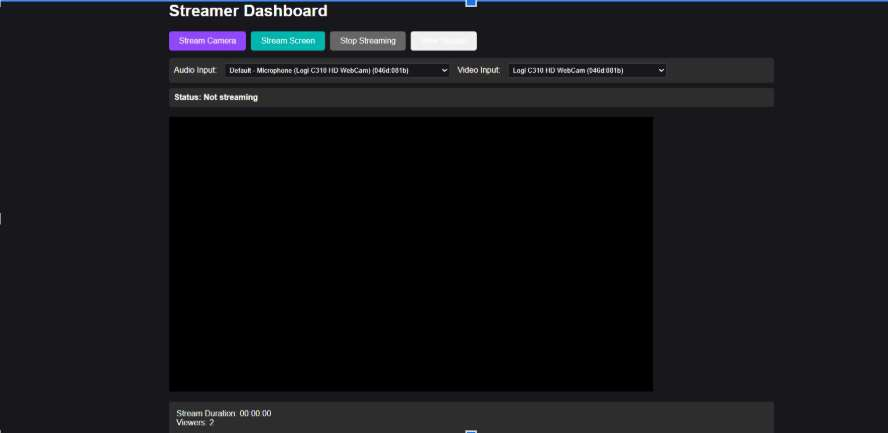 Streamer Dashboard
Stream Camera Stream Screen Stop Streaming
Audio Input: Default - Microphone (Logi C310 HD WebCam) (046d:081b) Video Input: Logi C310 HD WebCam (046d:081b)
Status: Not streaming
Stream Duration: 00:00:00
Viewers: 2